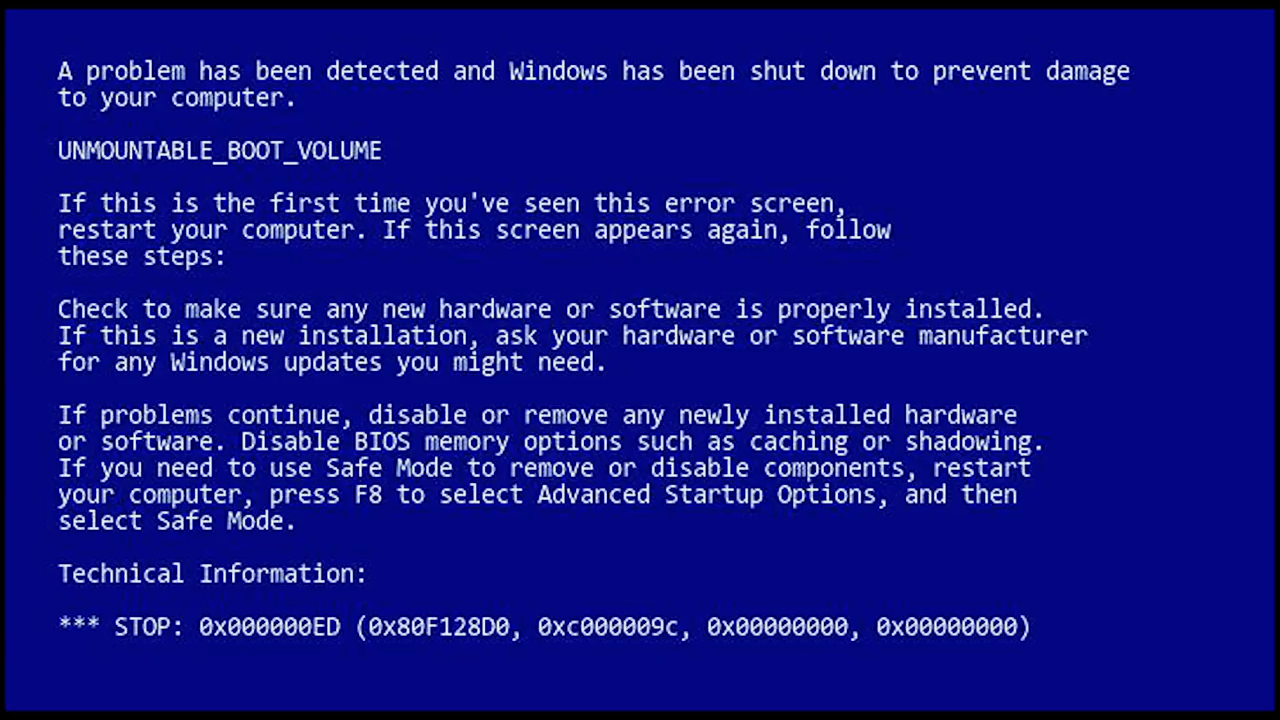 A problem has been detected and Windows has been shut down to prevent damage
to your computer.
UNMOUNTABLE_BOOT_VOLUME
If this is the first time you've seen this error screen,
restart your computer. If this screen appears again, follow
these steps:
Check to make sure any new hardware or software is properly installed.
If this is a new installation, ask your hardware or software manufacturer
for any Windows updates you might need.
If problems continue, disable or remove any newly installed hardware
or software. Disable BIOS memory options such as caching or shadowing.
If you need to use Safe Mode to remove or disable components, restart
your computer, press F8 to select Advanced Startup Options, and then
select Safe Mode.
Technical Information:
*** STOP: 0x000000ED (0x80F128D0, 0xc000009c, 0x00000000, 0x00000000)